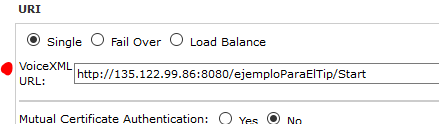 URI
Single Fail Over Load Balance
VoiceXML URL: http://135.122.99.86:8080/ejemploParaElTip/Start
Mutual Certificate Authentication: Yes No